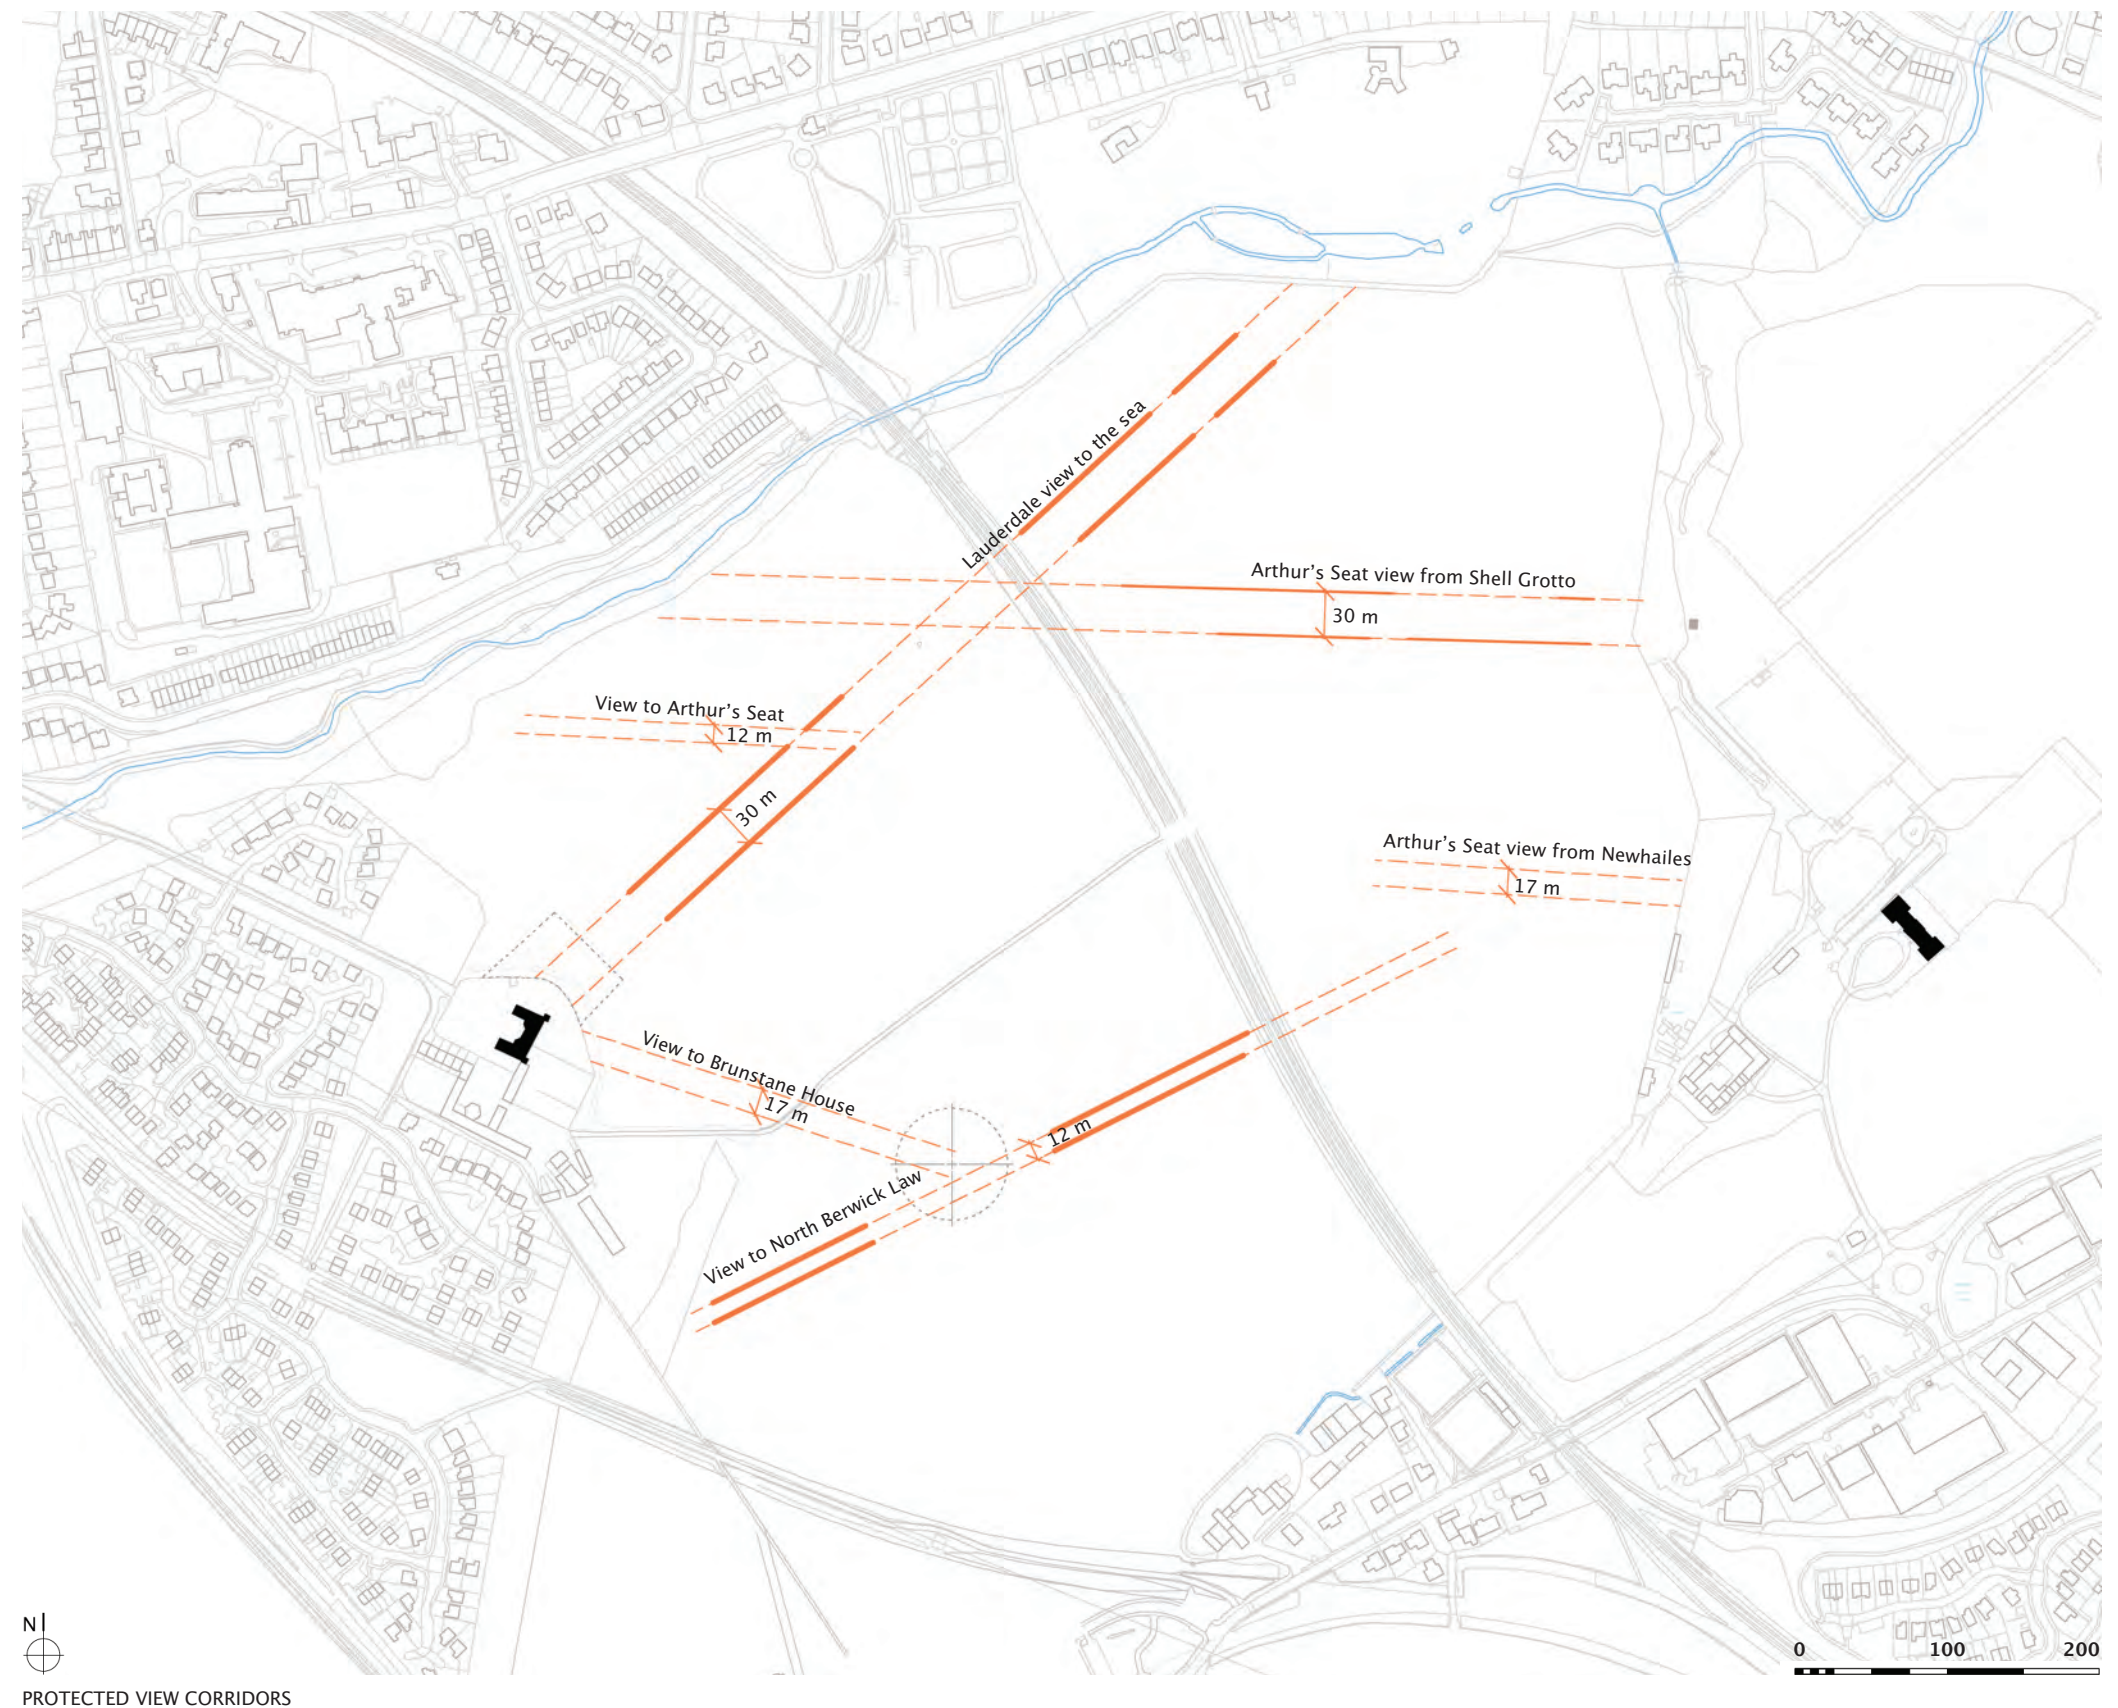 Lauderdale view to the sea
Arthur's Seat view from Shell Grotto
30 m
View to Arthur's Seat
12 m
30 m
Arthur's Seat view from Newhailes
17 m
View to Brunstane House
17 m
12 m
View to North Berwick Law
N
0 100 200
PROTECTED VIEW CORRIDORS